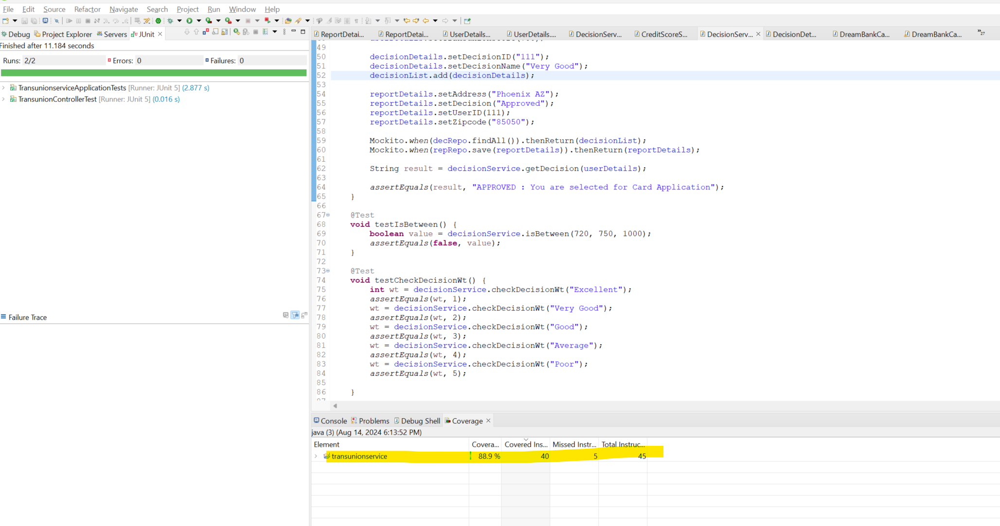 File Edit Source Refactor Navigate Search Project Run Window Help
Debug Project Explorer Servers JUnit
Finished after 11.184 seconds
Runs: 2/2 Errors: 0 Failures: 0
TransunionserviceApplicationTests [Runner: JUnit 5] (2.877 s)
TransunionControllerTest [Runner: JUnit 5] (0.016 s)
Failure Trace
ReportDetai... ReportDetai... UserDetails... UserDetails.... DecisionServ... CreditScoreS... DecisionServ... DecisionDet... DreamBankCa... DreamBankCa... »27
49
50 decisionDetails.setDecisionID("111");
51 decisionDetails.setDecisionName("Very Good");
52 decisionList.add(decisionDetails);
53
54 reportDetails.setAddress("Phoenix AZ");
55 reportDetails.setDecision("Approved");
56 reportDetails.setUserID(111);
57 reportDetails.setZipcode("85050");
58
59 Mockito.when(decRepo.findAll()).thenReturn(decisionList);
60 Mockito.when(repRepo.save(reportDetails)).thenReturn(reportDetails);
61
62 String result = decisionService.getDecision(userDetails);
63
64 assertEquals(result, "APPROVED : You are selected for Card Application");
65 }
66
67 @Test
68 void testIsBetween() {
69 boolean value = decisionService.isBetween(720, 750, 1000);
70 assertEquals(false, value);
71 }
72
73 @Test
74 void testCheckDecisionWt() {
75 int wt = decisionService.checkDecisionWt("Excellent");
76 assertEquals(wt, 1);
77 wt = decisionService.checkDecisionWt("Very Good");
78 assertEquals(wt, 2);
79 wt = decisionService.checkDecisionWt("Good");
80 assertEquals(wt, 3);
81 wt = decisionService.checkDecisionWt("Average");
82 assertEquals(wt, 4);
83 wt = decisionService.checkDecisionWt("Poor");
84 assertEquals(wt, 5);
85
86 }
Console Problems Debug Shell Coverage
java (3) (Aug 14, 2024 6:13:52 PM)
Element Covera... Covered Ins... Missed Instr... Total Instruc...
transunionservice 88.9 % 40 5 45